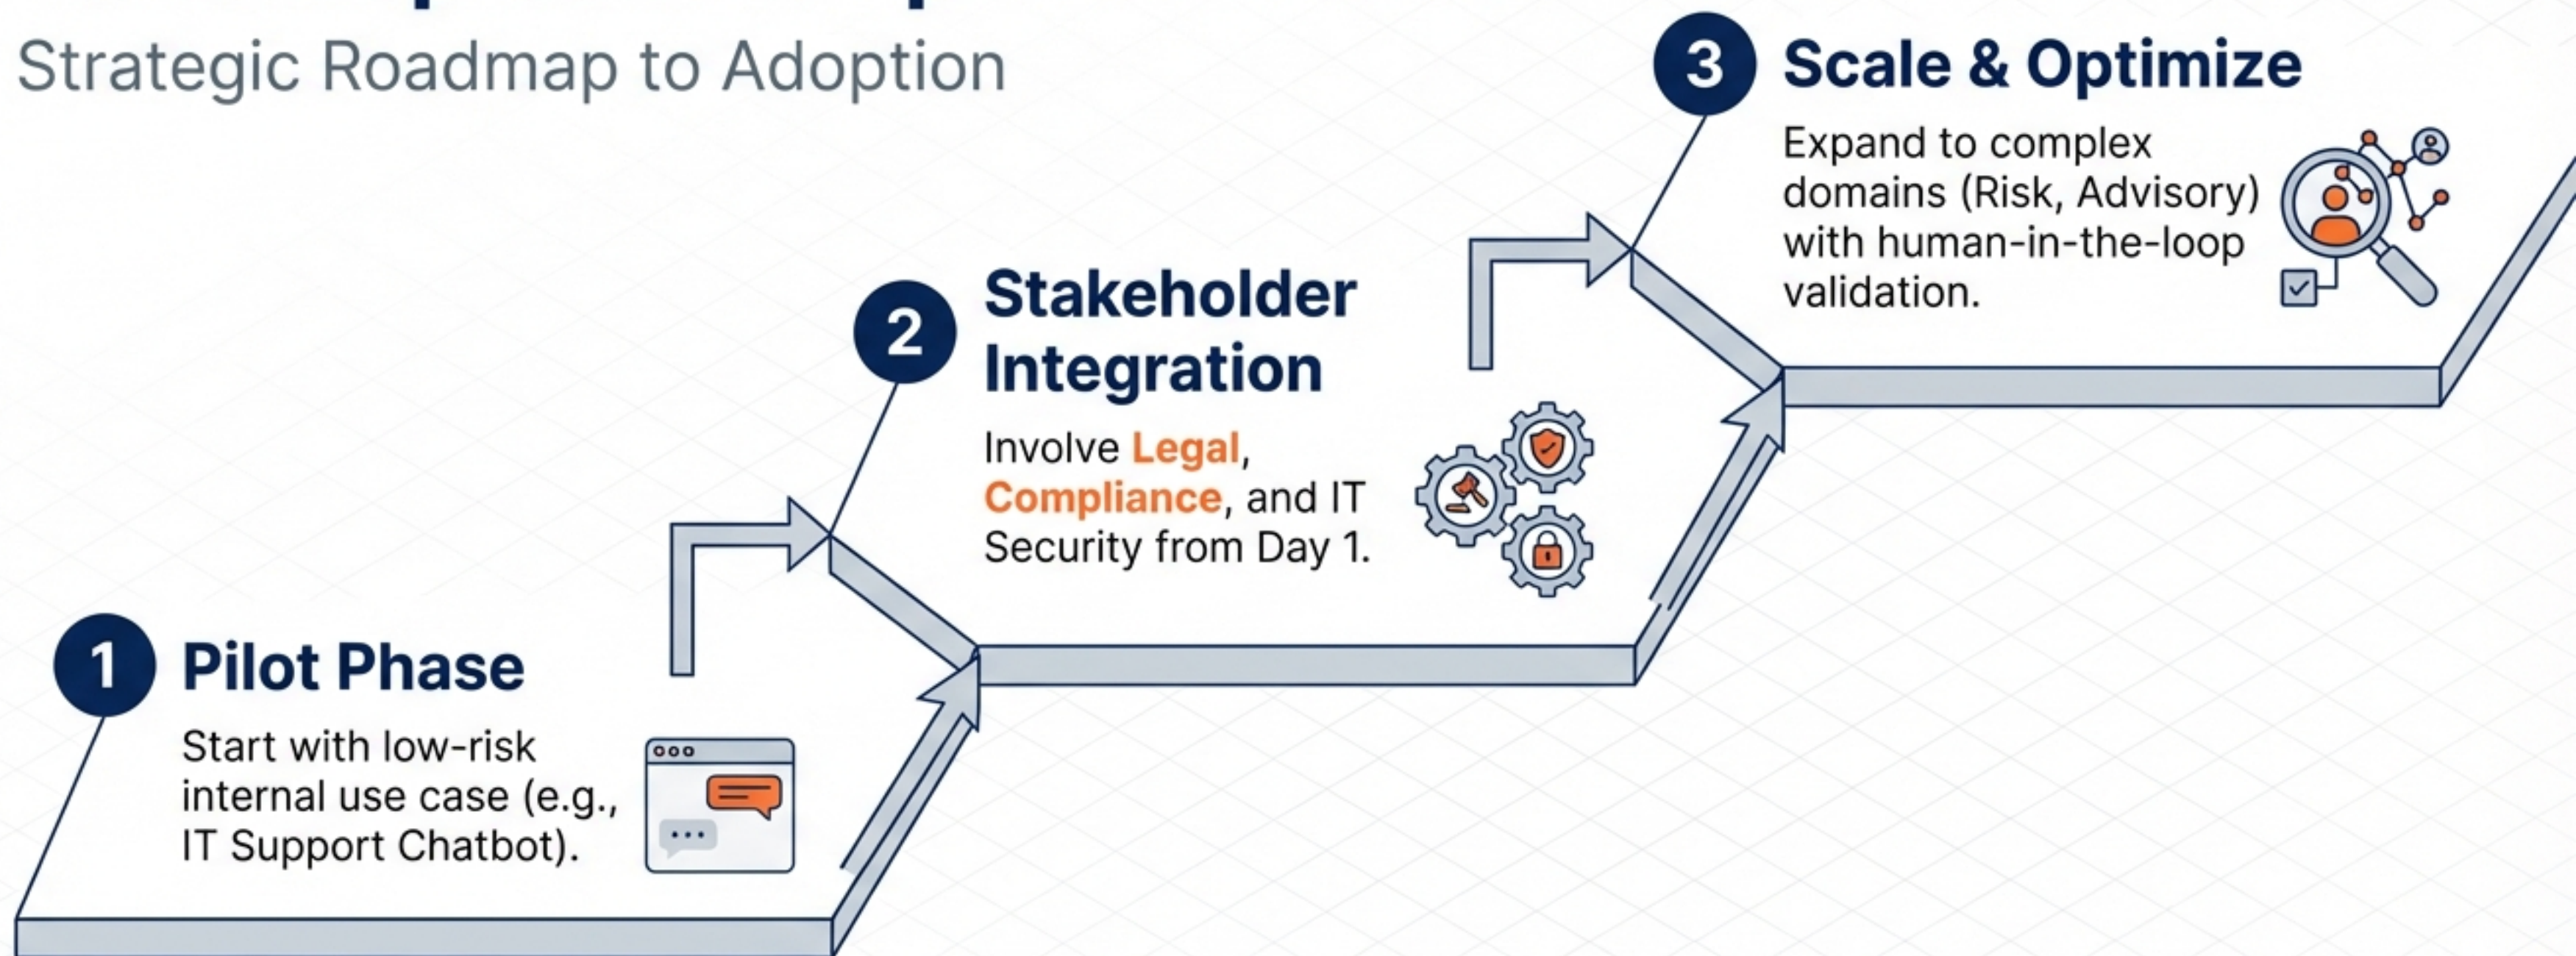 Strategic Roadmap to Adoption
1
Pilot Phase
Start with low-risk
internal use case (e.g.,
IT Support Chatbot).
2
Stakeholder
Integration
Involve Legal,
Compliance, and IT
Security from Day 1.
3
Scale & Optimize
Expand to complex
domains (Risk, Advisory)
with human-in-the-loop
validation.